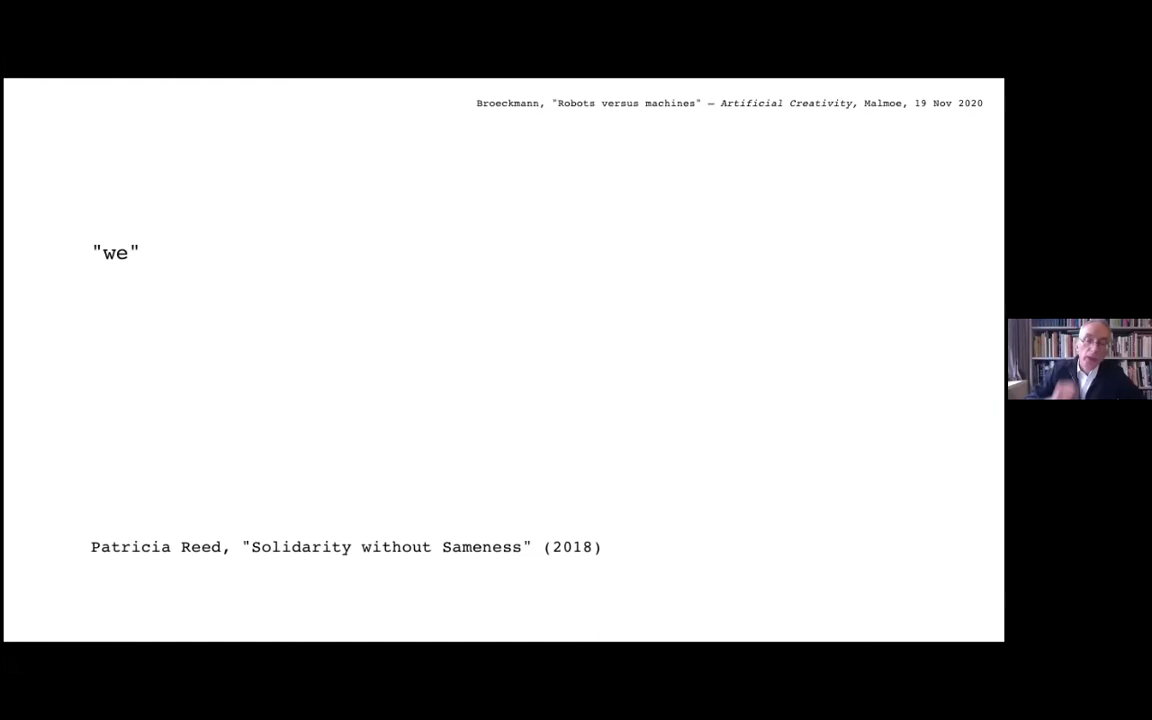 Broeckmann, "Robots versus machines" — Artificial Creativity, Malmoe, 19 Nov 2020
"we"
Patricia Reed, "Solidarity without Sameness" (2018)